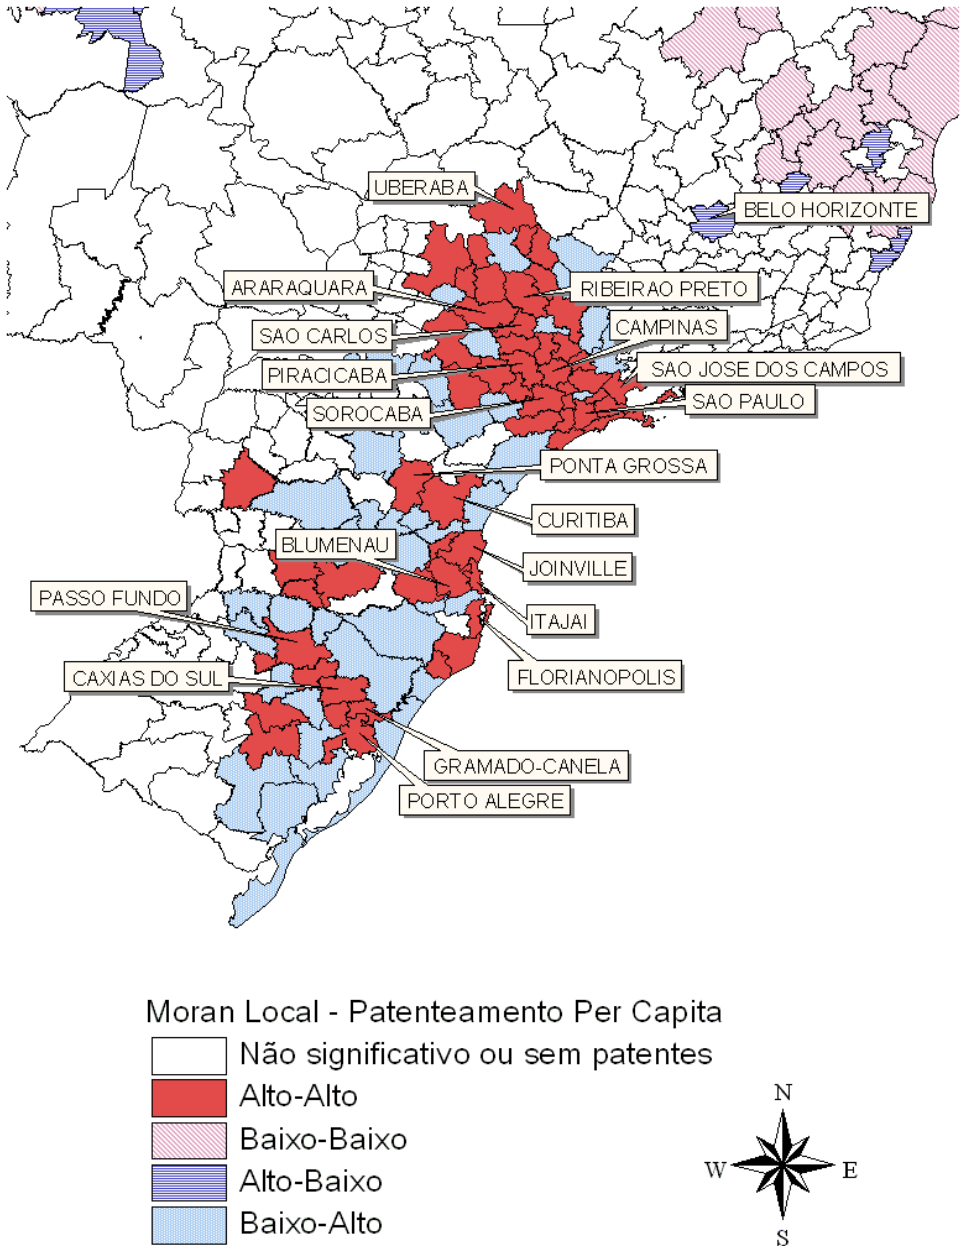 UBERABA
BELO HORIZONTE
ARARAQUARA
RIBEIRAO PRETO
SAO CARLOS
CAMPINAS
PIRACICABA
SAO JOSE DOS CAMPOS
SOROCABA
SAO PAULO
PONTA GROSSA
CURITIBA
BLUMENAU
JOINVILLE
PASSO FUNDO
ITAJAI
CAXIAS DO SUL
FLORIANOPOLIS
GRAMADO-CANELA
PORTO ALEGRE
Moran Local - Patenteamento Per Capita
Não significativo ou sem patentes
Alto-Alto
Baixo-Baixo
Alto-Baixo
Baixo-Alto
N
W E
S